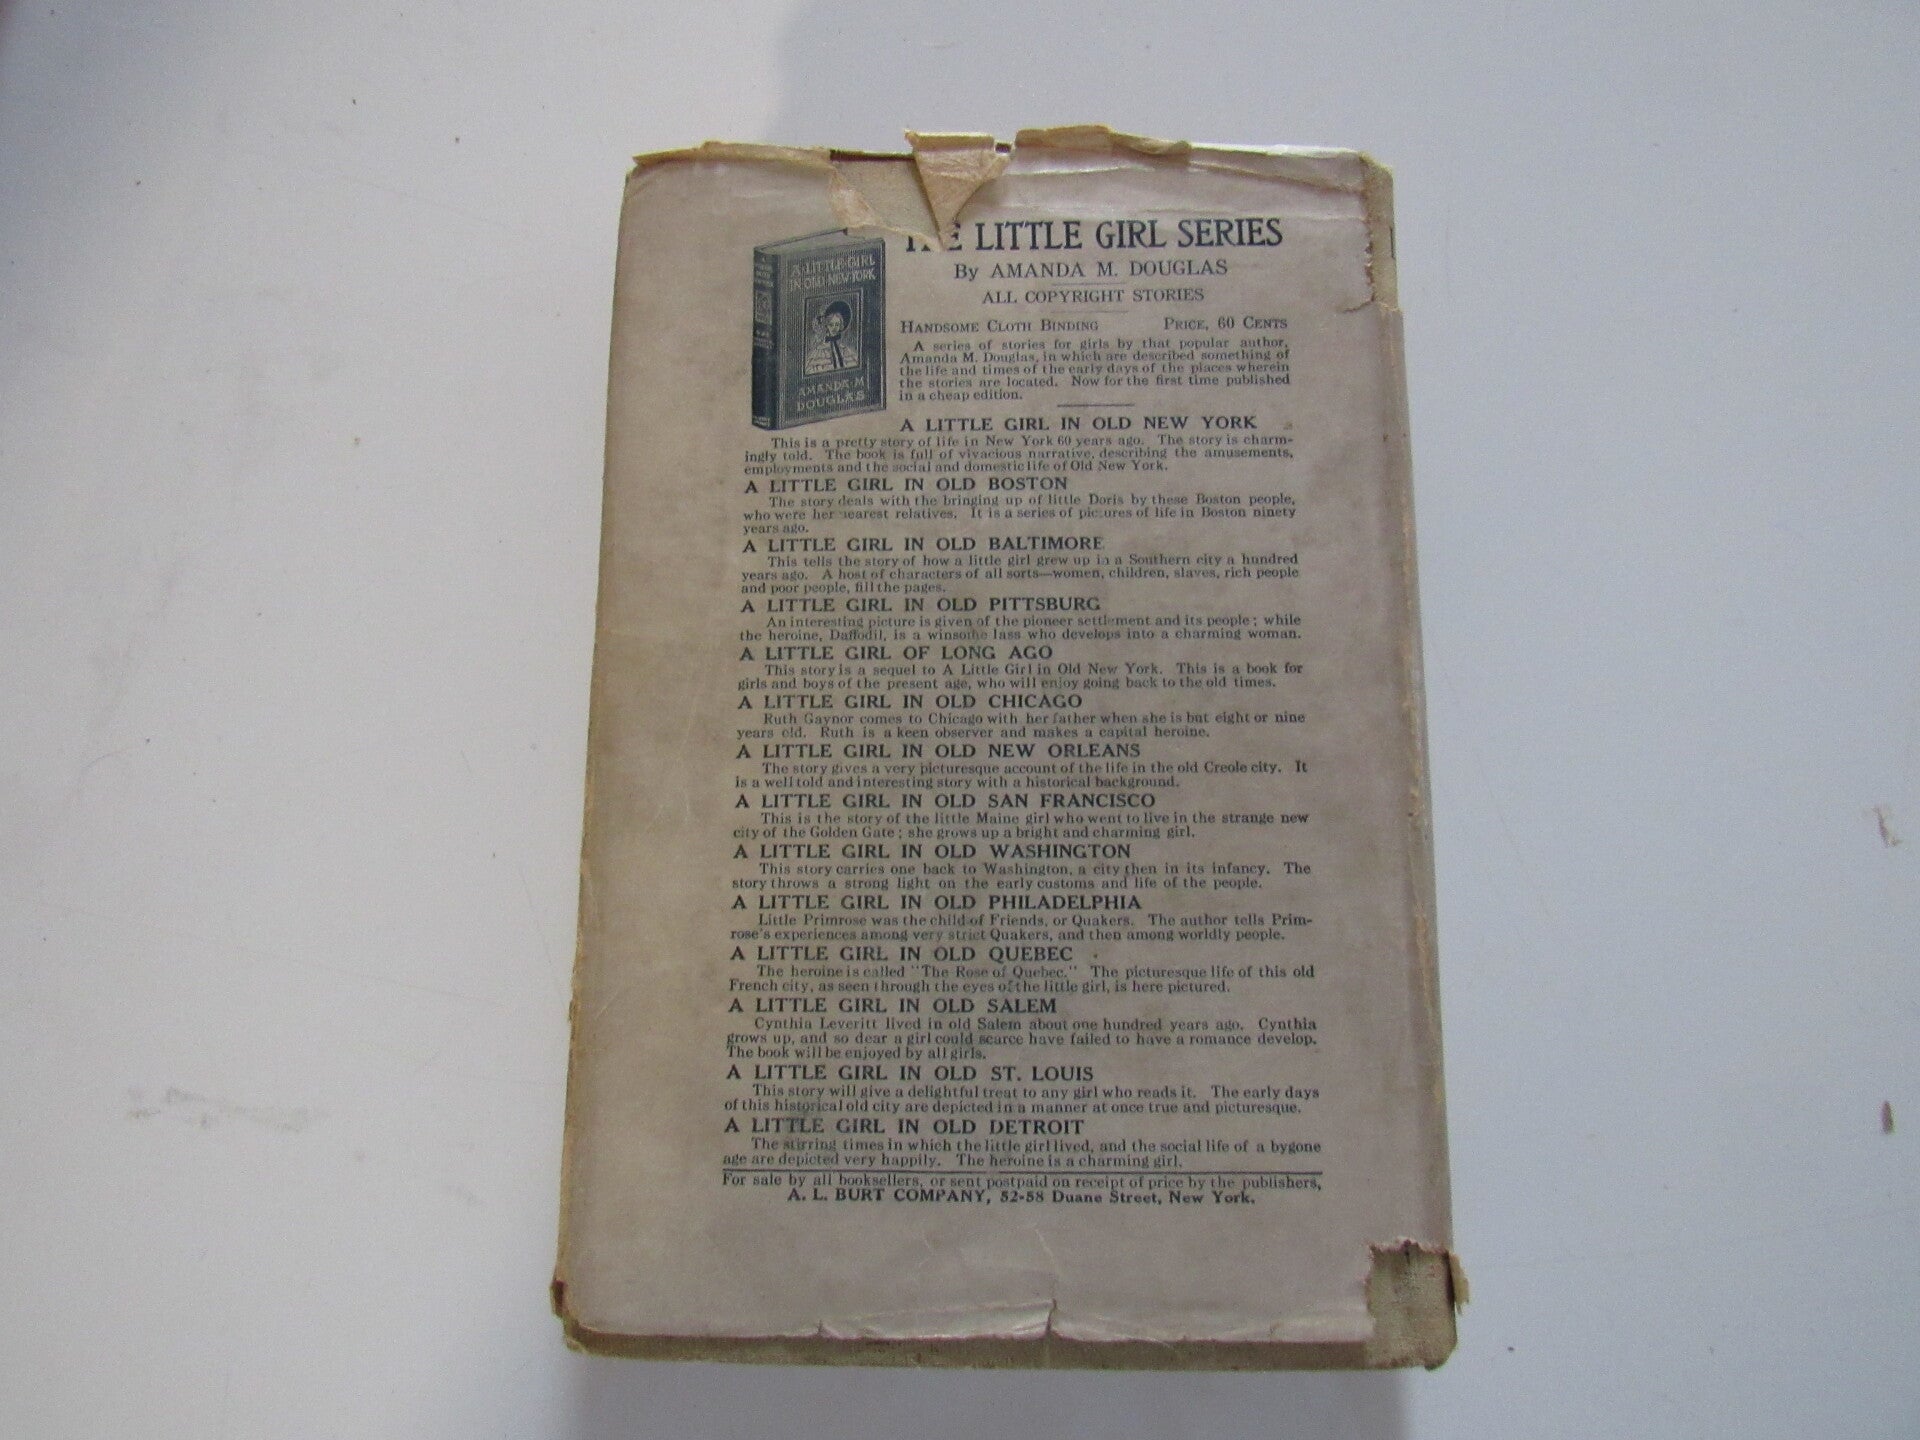 THE LITTLE GIRL SERIES
By AMANDA M. DOUGLAS
ALL COPYRIGHT STORIES
A LITTLE GIRL
IN OLD NEW YORK
AMANDA M
DOUGLAS
HANDSOME CLOTH BINDING PRICE, 60 CENTS
A series of stories for girls by that popular author,
Amanda M. Douglas, in which are described something of
the life and times of the early days of the places wherein
the stories are located. Now for the first time published
in a cheap edition.
A LITTLE GIRL IN OLD NEW YORK
This is a pretty story of life in New York 60 years ago. The story is charm-
ingly told. The book is full of vivacious narrative, describing the amusements,
employments and the social and domestic life of Old New York.
A LITTLE GIRL IN OLD BOSTON
The story deals with the bringing up of little Doris by these Boston people,
who were her nearest relatives. It is a series of pictures of life in Boston ninety
years ago.
A LITTLE GIRL IN OLD BALTIMORE
This tells the story of how a little girl grew up in a Southern city a hundred
years ago. A host of characters of all sorts—women, children, slaves, rich people
and poor people, fill the pages.
A LITTLE GIRL IN OLD PITTSBURG
An interesting picture is given of the pioneer settlement and its people; while
the heroine, Daffodil, is a winsome lass who develops into a charming woman.
A LITTLE GIRL OF LONG AGO
This story is a sequel to A Little Girl in Old New York. This is a book for
girls and boys of the present age, who will enjoy going back to the old times.
A LITTLE GIRL IN OLD CHICAGO
Ruth Gaynor comes to Chicago with her father when she is but eight or nine
years old. Ruth is a keen observer and makes a capital heroine.
A LITTLE GIRL IN OLD NEW ORLEANS
The story gives a very picturesque account of the life in the old Creole city. It
is a well told and interesting story with a historical background.
A LITTLE GIRL IN OLD SAN FRANCISCO
This is the story of the little Maine girl who went to live in the strange new
city of the Golden Gate; she grows up a bright and charming girl.
A LITTLE GIRL IN OLD WASHINGTON
This story carries one back to Washington, a city then in its infancy. The
story throws a strong light on the early customs and life of the people.
A LITTLE GIRL IN OLD PHILADELPHIA
Little Primrose was the child of Friends, or Quakers. The author tells Prim-
rose's experiences among very strict Quakers, and then among worldly people.
A LITTLE GIRL IN OLD QUEBEC
The heroine is called "The Rose of Quebec." The picturesque life of this old
French city, as seen through the eyes of the little girl, is here pictured.
A LITTLE GIRL IN OLD SALEM
Cynthia Leveritt lived in old Salem about one hundred years ago. Cynthia
grows up, and so dear a girl could scarce have failed to have a romance develop.
The book will be enjoyed by all girls.
A LITTLE GIRL IN OLD ST. LOUIS
This story will give a delightful treat to any girl who reads it. The early days
of this historical old city are depicted in a manner at once true and picturesque.
A LITTLE GIRL IN OLD DETROIT
The stirring times in which the little girl lived, and the social life of a bygone
age are depicted very happily. The heroine is a charming girl.
For sale by all booksellers, or sent postpaid on receipt of price by the publishers,
A. L. BURT COMPANY, 52-58 Duane Street, New York.